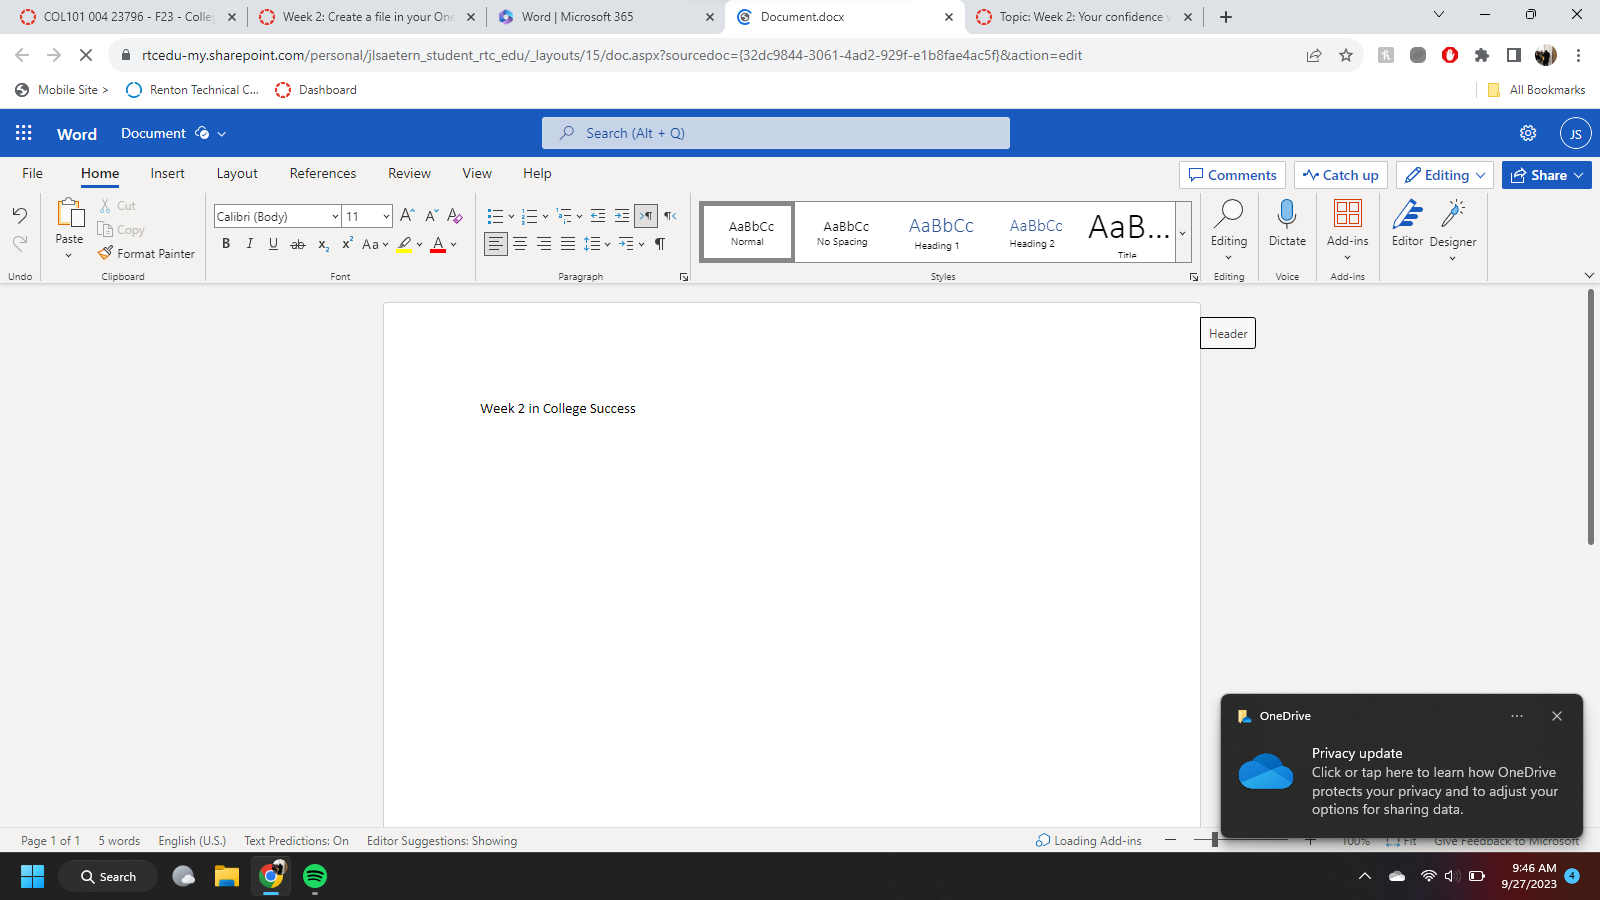 COL101 004 23796 - F23 - Colle
Week 2: Create a file in your One
Word | Microsoft 365
Document.docx
Topic: Week 2: Your confidence w
rtcedu-my.sharepoint.com/personal/jlsaetern_student_rtc_edu/_layouts/15/doc.aspx?sourcedoc={32dc9844-3061-4ad2-929f-e1b8fae4ac5f}&action=edit
Mobile Site >
Renton Technical C...
Dashboard
All Bookmarks
Word
Document
Search (Alt + Q)
JS
File
Home
Insert
Layout
References
Review
View
Help
Comments
Catch up
Editing
Share
Undo
Paste
Cut
Copy
Format Painter
Clipboard
Calibri (Body)
11
Font
Paragraph
AaBbCc
Normal
AaBbCc
No Spacing
AaBbCc
Heading 1
AaBbCc
Heading 2
AaB...
Title
Styles
Editing
Editing
Dictate
Voice
Add-ins
Add-ins
Editor
Designer
Header
Week 2 in College Success
OneDrive
Privacy update
Click or tap here to learn how OneDrive
protects your privacy and to adjust your
options for sharing data.
Page 1 of 1
5 words
English (U.S.)
Text Predictions: On
Editor Suggestions: Showing
Loading Add-ins
100%
Fit
Give Feedback to Microsoft
Search
9:46 AM
9/27/2023
4